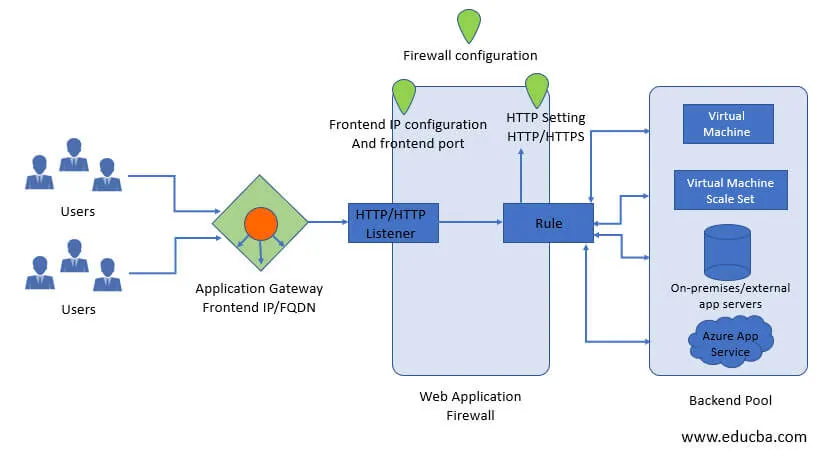 Firewall configuration
Frontend IP configuration
And frontend port
HTTP Setting
HTTP/HTTPS
Virtual
Machine
Virtual Machine
Scale Set
Users
HTTP/HTTP
Listener
Rule
Application Gateway
Frontend IP/FQDN
Users
On-premises/external
app servers
Azure App
Service
Web Application
Firewall
Backend Pool
www.educba.com